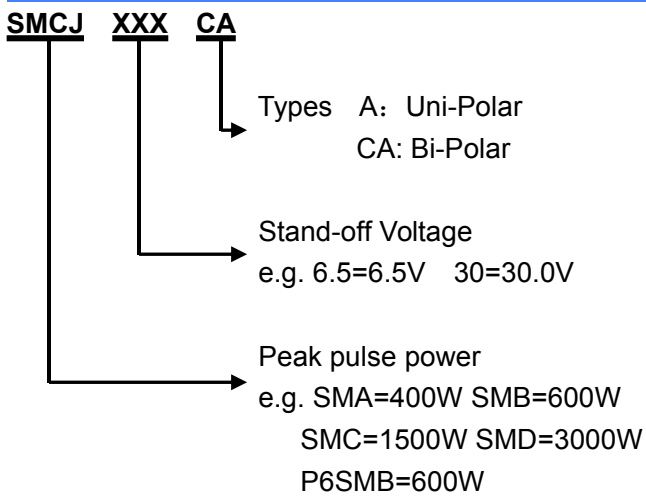 SMCJ XXX CA
Types A：Uni-Polar
CA: Bi-Polar
Stand-off Voltage
e.g. 6.5=6.5V 30=30.0V
Peak pulse power
e.g. SMA=400W SMB=600W
SMC=1500W SMD=3000W
P6SMB=600W